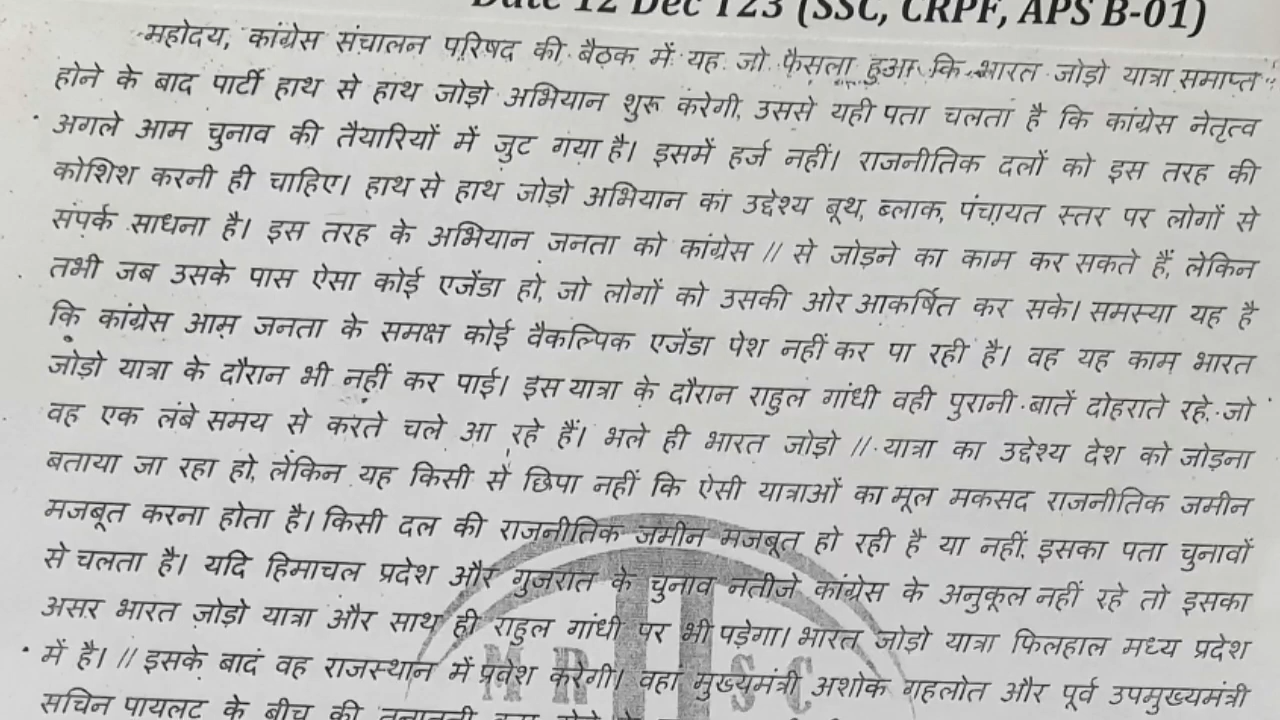 Date 12 Dec 123 (SSC, CRPF, APS B-01)
महोदय, कांग्रेस संचालन परिषद की बैठक में यह जो फैसला हुआ कि भारत जोड़ो यात्रा समाप्त
होने के बाद पार्टी हाथ से हाथ जोड़ो अभियान शुरू करेगी, उससे यही पता चलता है कि कांग्रेस नेतृत्व
अगले आम चुनाव की तैयारियों में जुट गया है। इसमें हर्ज नहीं। राजनीतिक दलों को इस तरह की
कोशिश करनी ही चाहिए। हाथ से हाथ जोड़ो अभियान का उद्देश्य बूथ, ब्लाक, पंचायत स्तर पर लोगों से
संपर्क साधना है। इस तरह के अभियान जनता को कांग्रेस // से जोड़ने का काम कर सकते हैं, लेकिन
तभी जब उसके पास ऐसा कोई एजेंडा हो, जो लोगों को उसकी ओर आकर्षित कर सके। समस्या यह है
कि कांग्रेस आम जनता के समक्ष कोई वैकल्पिक एजेंडा पेश नहीं कर पा रही है। वह यह काम भारत
जोड़ो यात्रा के दौरान भी नहीं कर पाई। इस यात्रा के दौरान राहुल गांधी वही पुरानी बातें दोहराते रहे, जो
वह एक लंबे समय से करते चले आ रहे हैं। भले ही भारत जोड़ो // यात्रा का उद्देश्य देश को जोड़ना
बताया जा रहा हो, लेकिन यह किसी से छिपा नहीं कि ऐसी यात्राओं का मूल मकसद राजनीतिक जमीन
मजबूत करना होता है। किसी दल की राजनीतिक जमीन मजबूत हो रही है या नहीं, इसका पता चुनावों
से चलता है। यदि हिमाचल प्रदेश और गुजरात के चुनाव नतीजे कांग्रेस के अनुकूल नहीं रहे तो इसका
असर भारत जोड़ो यात्रा और साथ ही राहुल गांधी पर भी पड़ेगा। भारत जोड़ो यात्रा फिलहाल मध्य प्रदेश
में है। // इसके बाद वह राजस्थान में प्रवेश करेगी। वहां मुख्यमंत्री अशोक गहलोत और पूर्व उपमुख्यमंत्री
M R S C
सचिन पायलट के बीच की